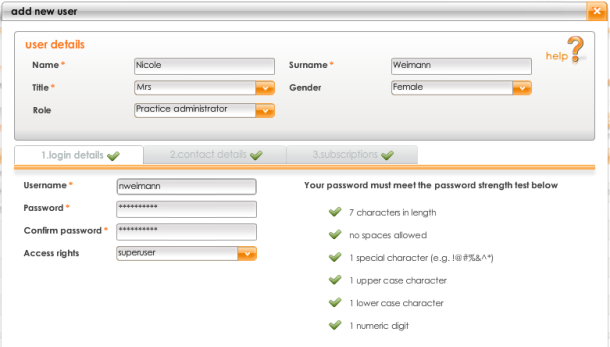 add new user
user details
help
Name * Nicole Surname * Weimann
Title * Mrs Gender Female
Role Practice administrator
1.login details 2.contact details 3.subscriptions
Username * nweimann Your password must meet the password strength test below
Password * ********** 7 characters in length
no spaces allowed
Confirm password * **********
Access rights superuser 1 special character (e.g. !@#%&^*)
1 upper case character
1 lower case character
1 numeric digit